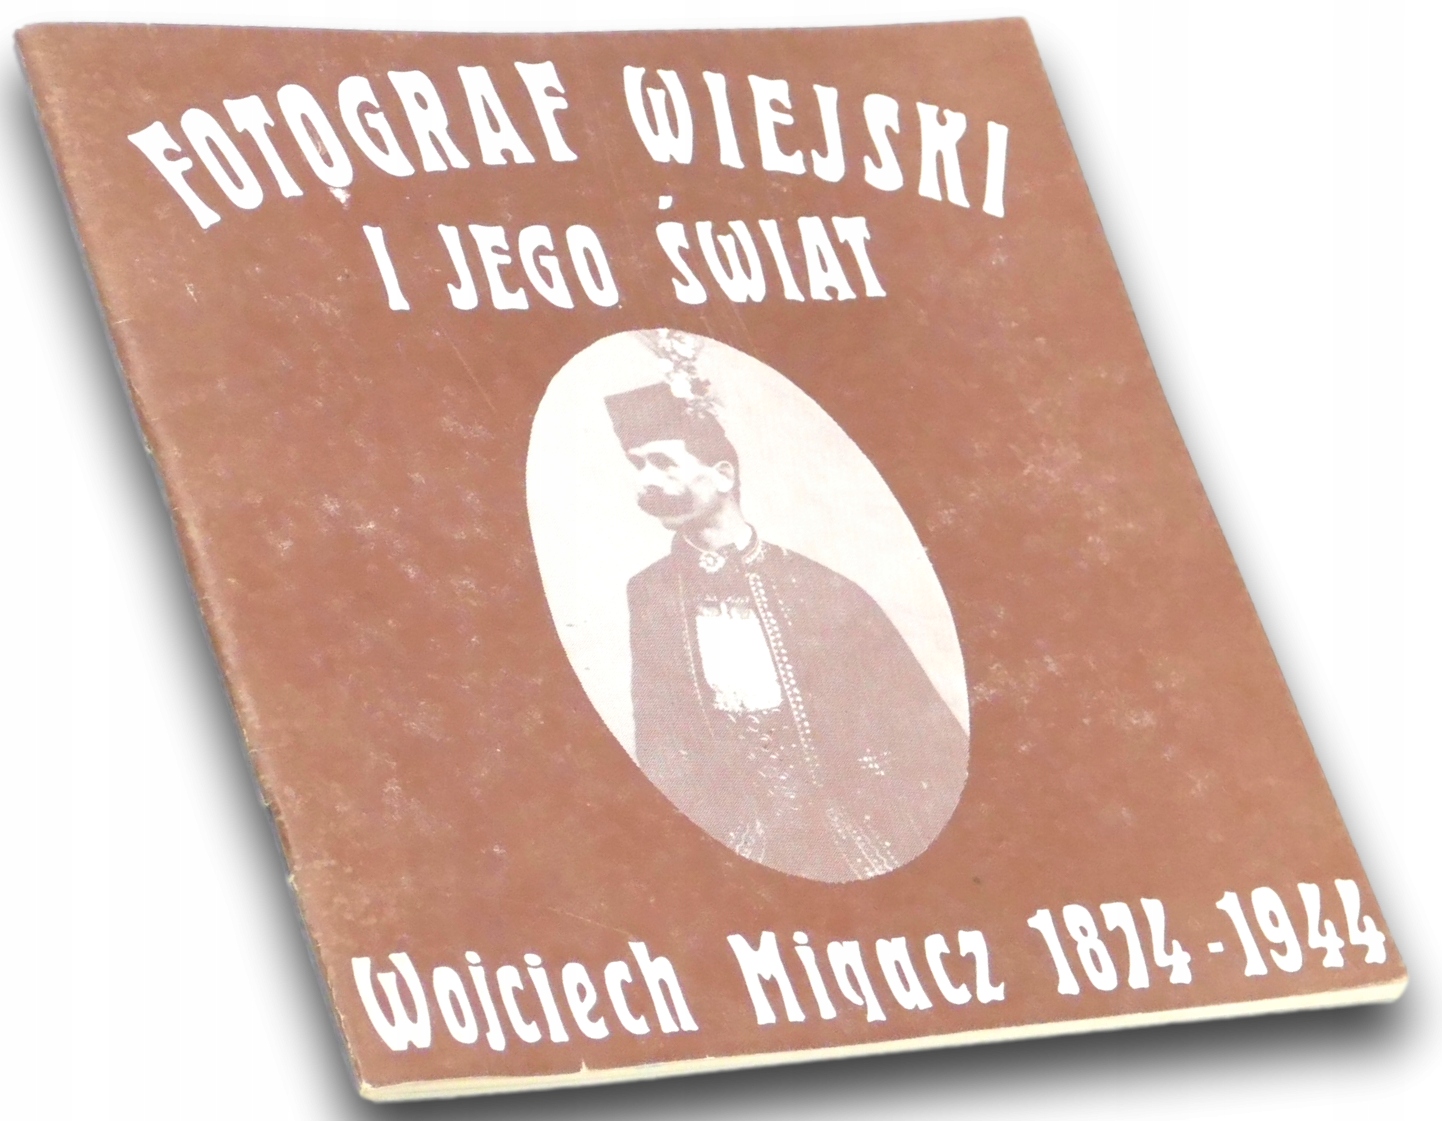 FOTOGRAF WIEJSKI
I JEGO ŚWIAT
Wojciech Migacz 1874-1944